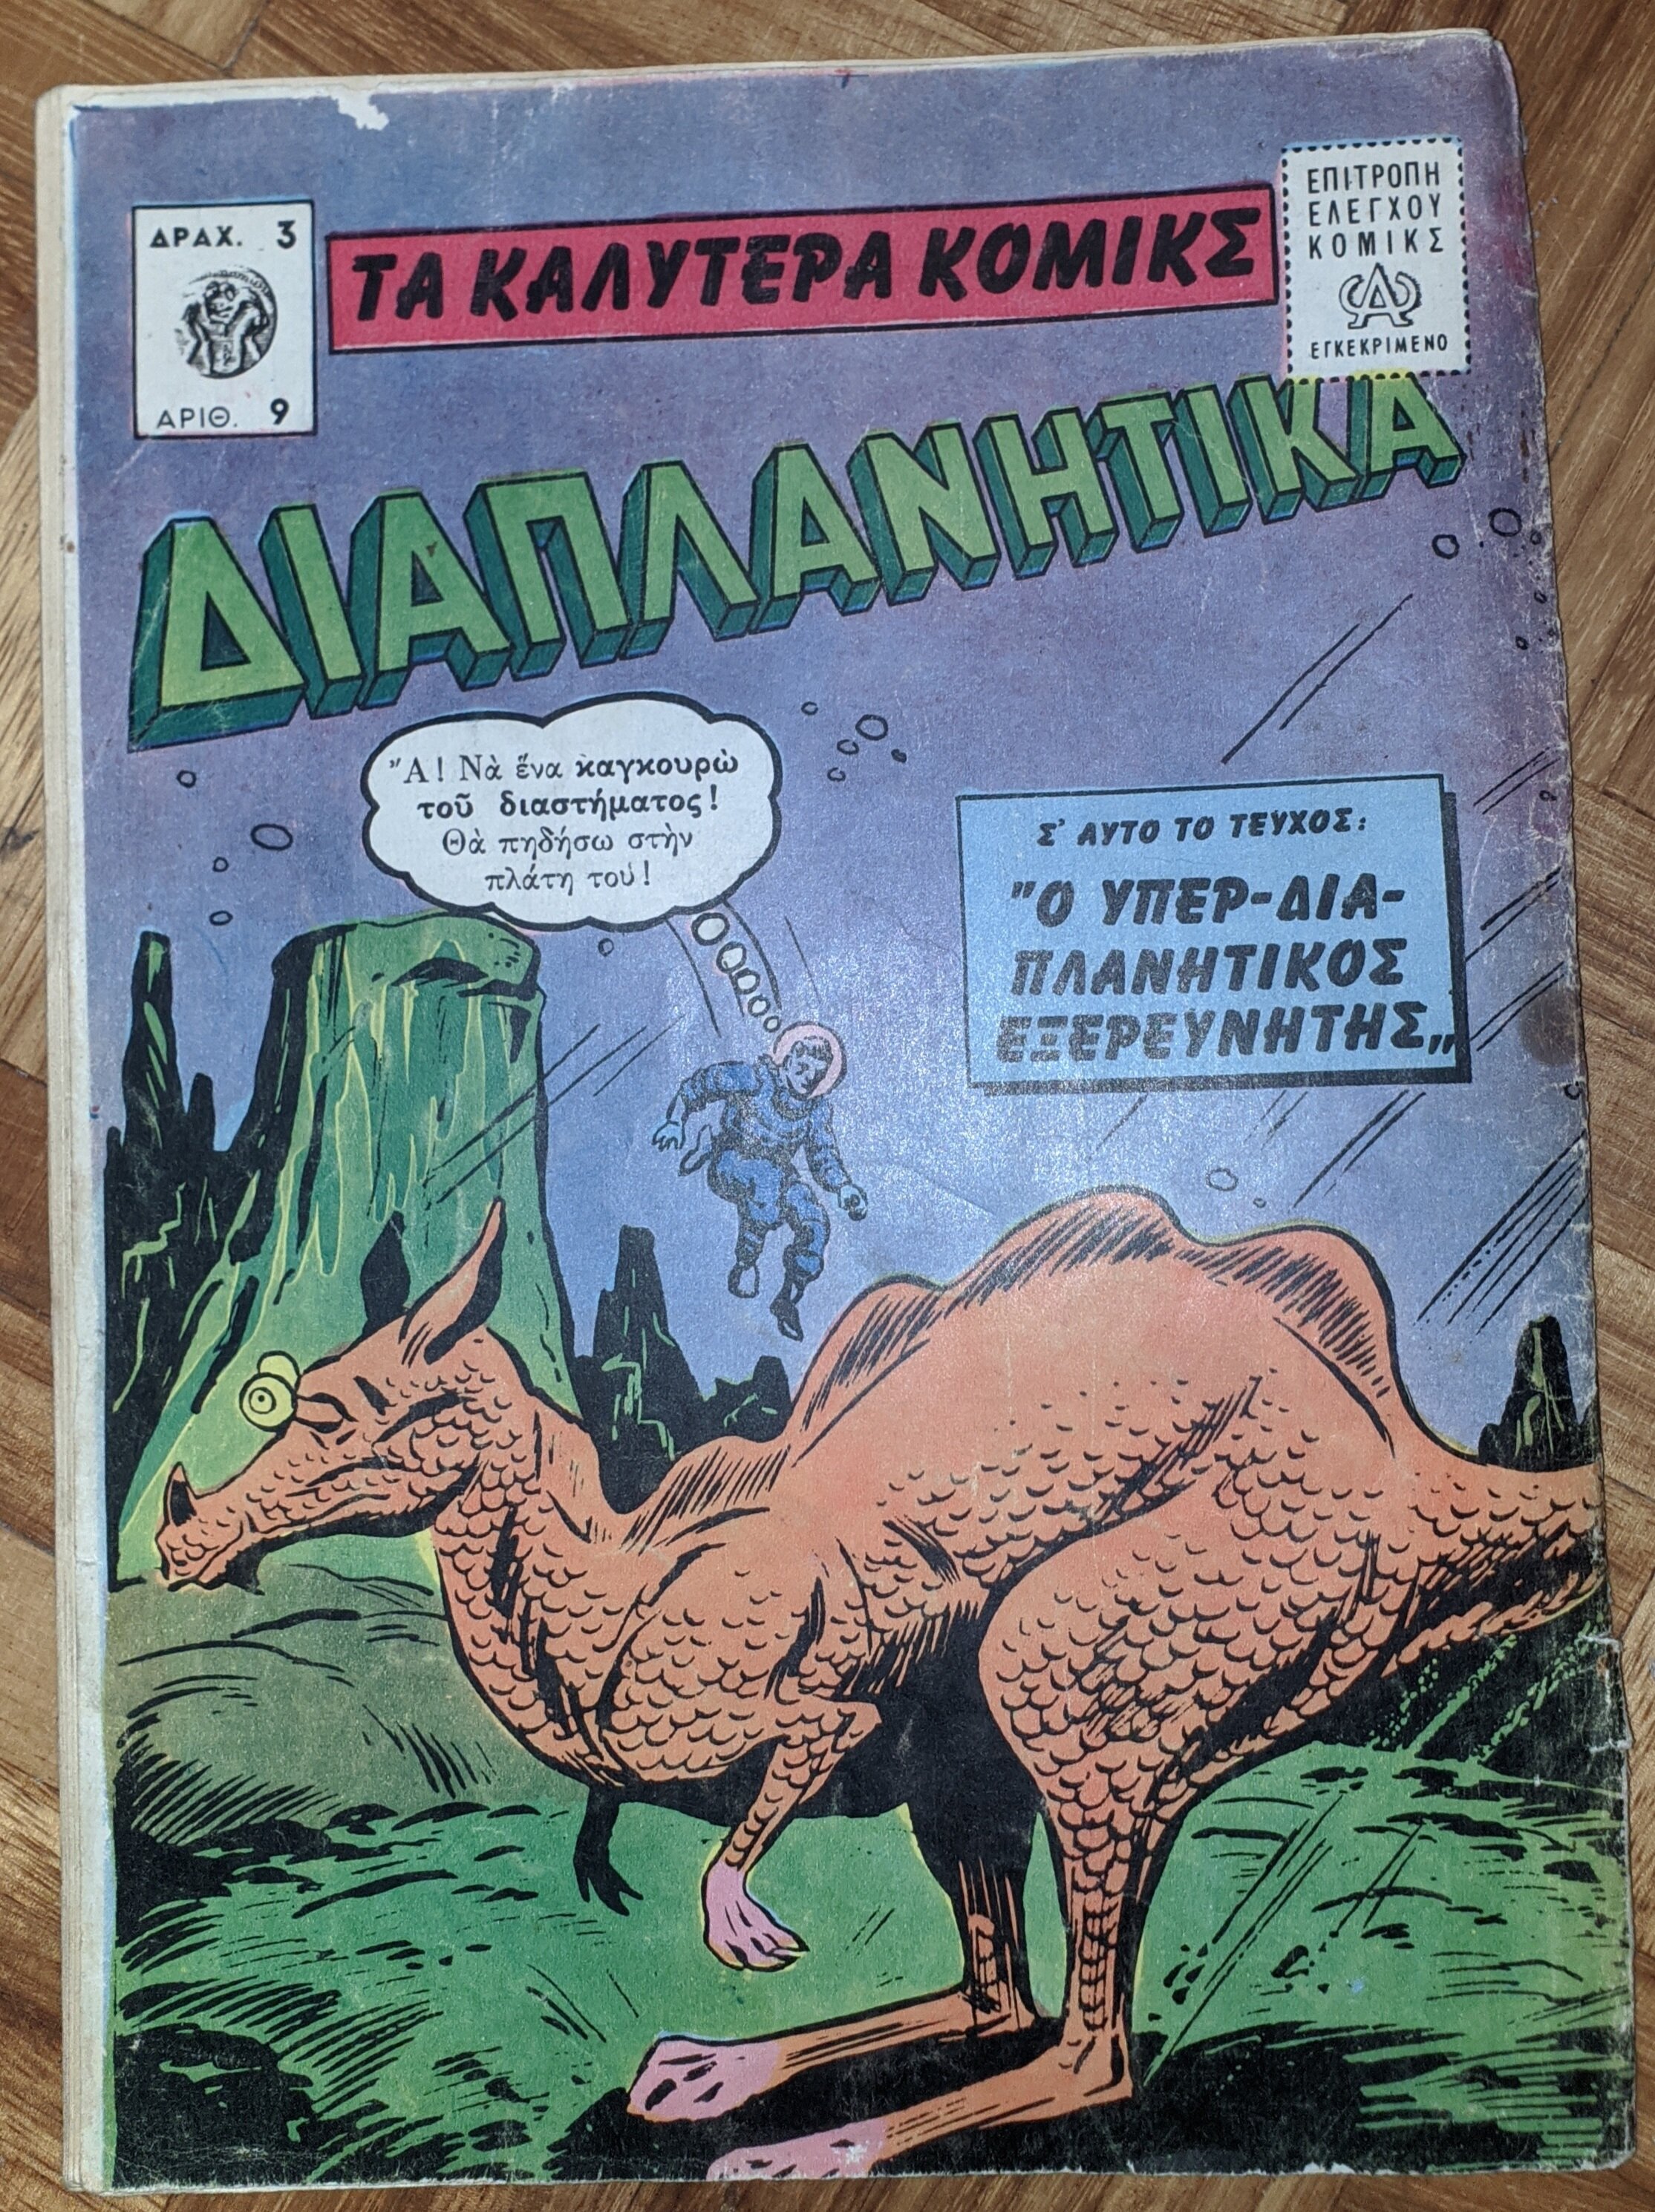 ΔΡΑΧ. 3
ΑΡΙΘ. 9
ΤΑ ΚΑΛΥΤΕΡΑ ΚΟΜΙΚΣ
ΕΠΙΤΡΟΠΗ
ΕΛΕΓΧΟΥ
ΚΟΜΙΚΣ
ΕΓΚΕΚΡΙΜΕΝΟ
ΔΙΑΠΛΑΝΗΤΙΚΑ
"Α! Νὰ ἕνα καγκουρὼ
τοῦ διαστήματος!
Θὰ πηδήσω στὴν
πλάτη του!
Σ' ΑΥΤΟ ΤΟ ΤΕΥΧΟΣ:
"Ο ΥΠΕΡ-ΔΙΑ-
ΠΛΑΝΗΤΙΚΟΣ
ΕΞΕΡΕΥΝΗΤΗΣ„